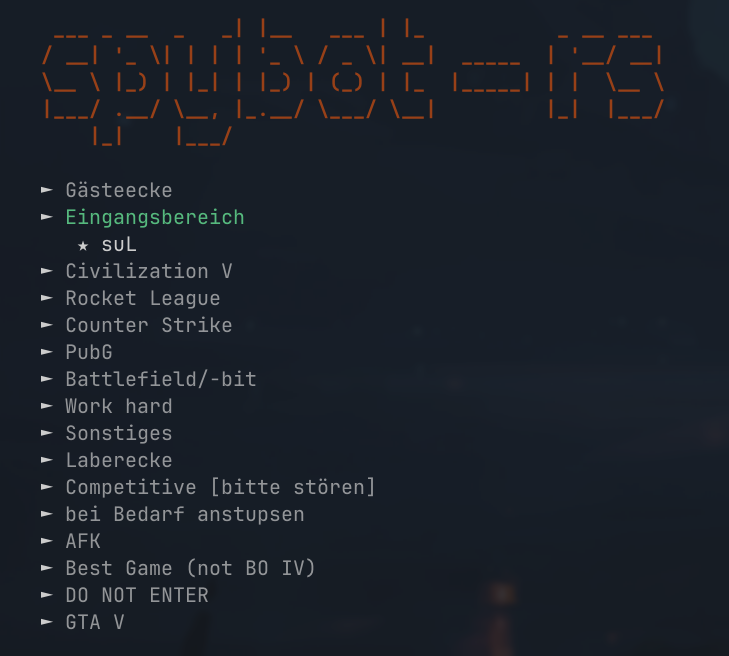 spybot-rs
► Gästeecke
► Eingangsbereich
★ suL
► Civilization V
► Rocket League
► Counter Strike
► PubG
► Battlefield/-bit
► Work hard
► Sonstiges
► Laberecke
► Competitive [bitte stören]
► bei Bedarf anstupsen
► AFK
► Best Game (not BO IV)
► DO NOT ENTER
► GTA V